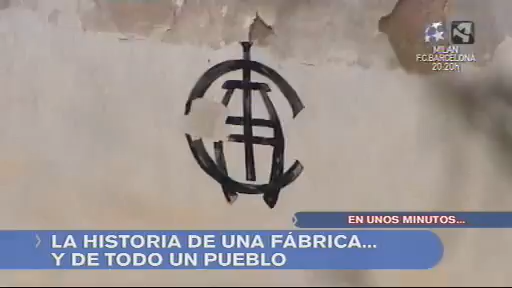 MILAN
F.C.BARCELONA
20:20h
EN UNOS MINUTOS...
LA HISTORIA DE UNA FÁBRICA...
Y DE TODO UN PUEBLO